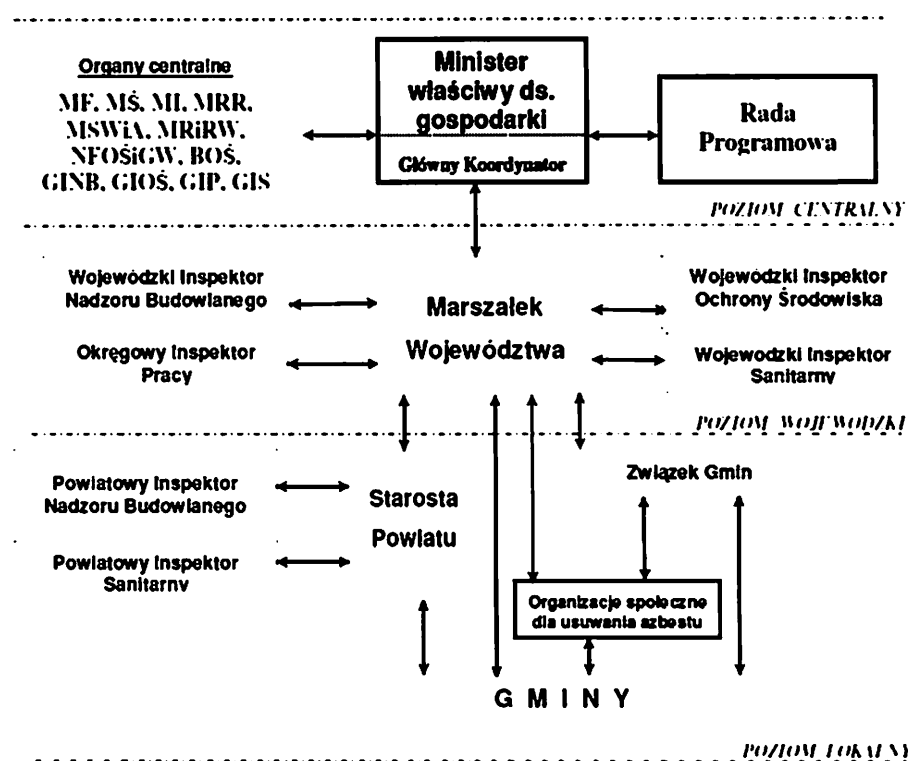 Organy centralne
MF, MŚ, MI, MRR,
MSWiA, MRiRW,
NFOŚiGW, BOŚ,
GINB, GIOŚ, GIP, GIS
Minister
właściwy ds.
gospodarki
Główny Koordynator
Rada
Programowa
POZIOM CENTRALNY
Wojewódzki Inspektor
Nadzoru Budowlanego
Okręgowy Inspektor
Pracy
Marszałek
Województwa
Wojewódzki Inspektor
Ochrony Środowiska
Wojewodzki Inspektor
Sanitarny
POZIOM WOJEWODZKI
Powiatowy Inspektor
Nadzoru Budowlanego
Powiatowy Inspektor
Sanitarny
Starosta
Powiatu
Związek Gmin
Organizacje społeczne
dla usuwania azbestu
G M I N Y
POZIOM LOKALNY